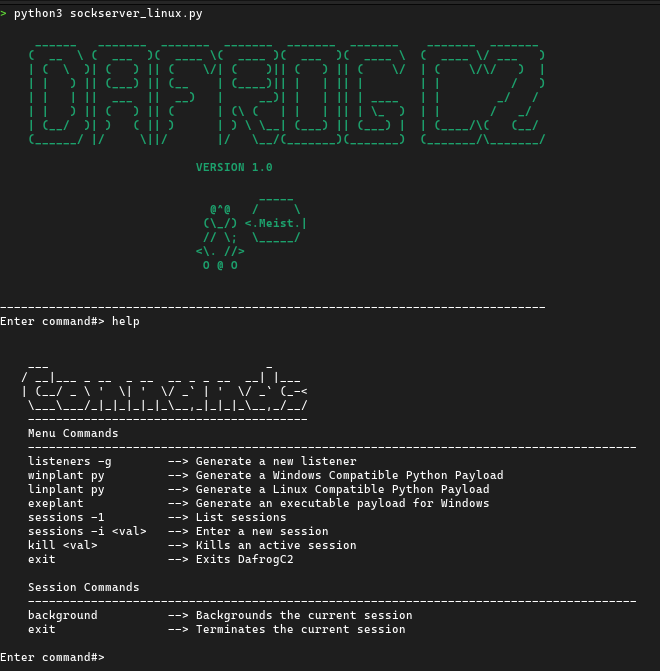 > python3 sockserver_linux.py
DAFROG C2
VERSION 1.0
@^@
(\_/) <.Meist.|
// \;
<\. //>
O @ O
Enter command#> help
Commands
Menu Commands
listeners -g --> Generate a new listener
winplant py --> Generate a Windows Compatible Python Payload
linplant py --> Generate a Linux Compatible Python Payload
exeplant --> Generate an executable payload for Windows
sessions -l --> List sessions
sessions -i <val> --> Enter a new session
kill <val> --> Kills an active session
exit --> Exits DafrogC2
Session Commands
background --> Backgrounds the current session
exit --> Terminates the current session
Enter command#>